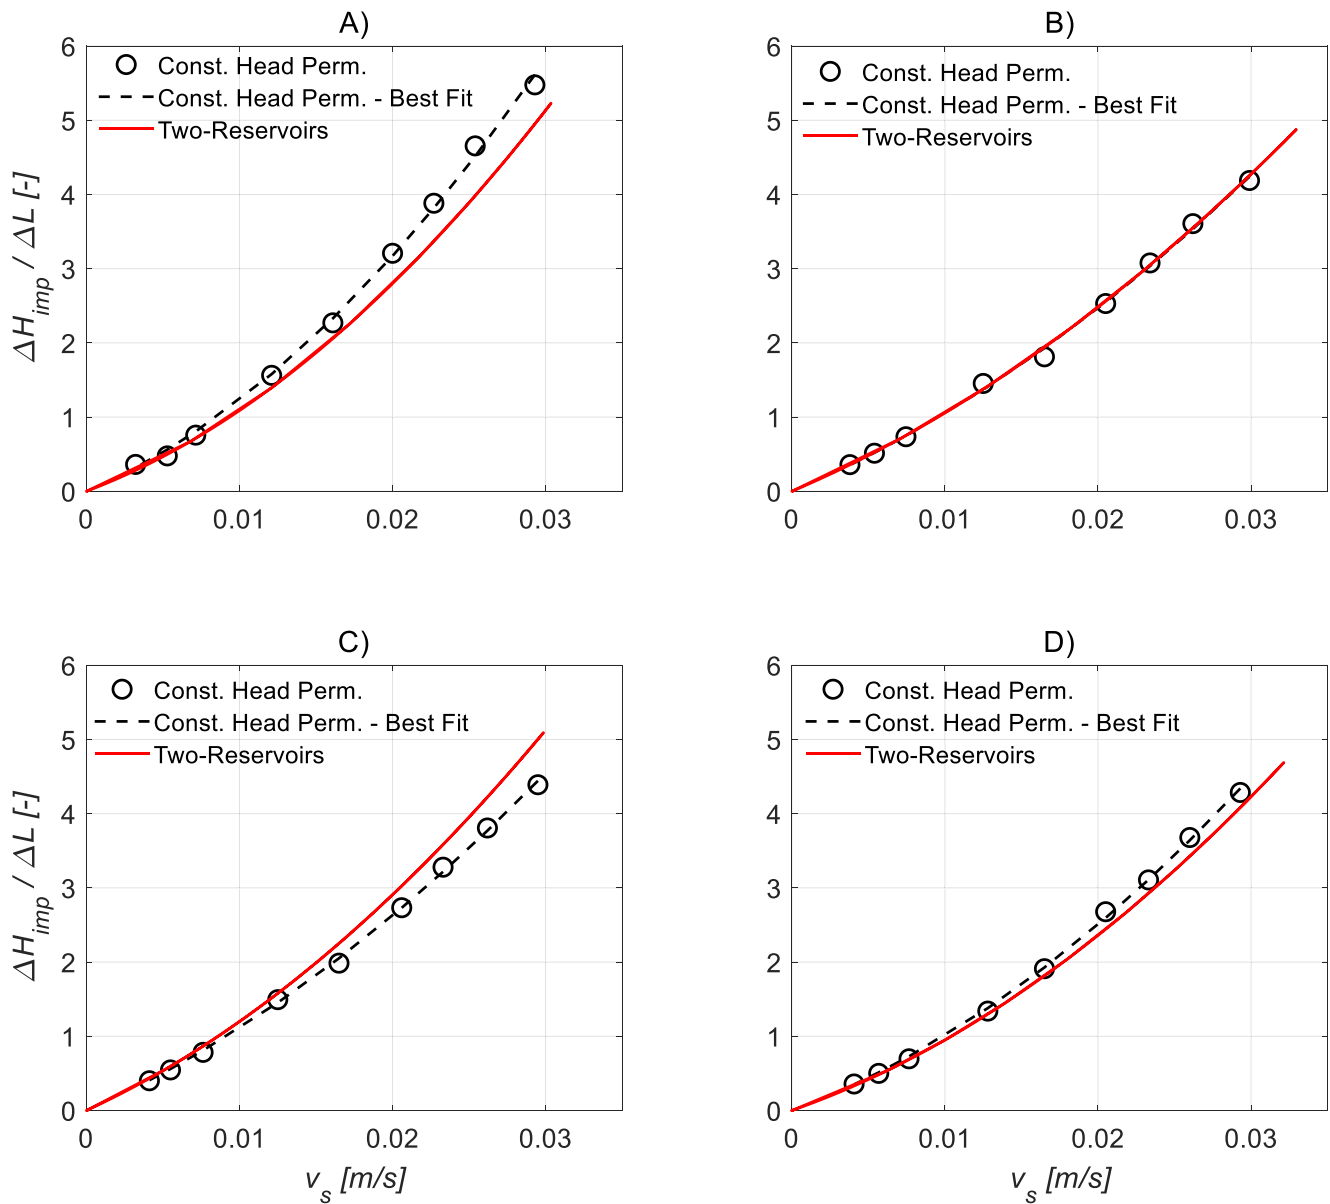 A)
6
5
4
3
2
1
0
Const. Head Perm.
Const. Head Perm. - Best Fit
Two-Reservoirs
ΔH_imp / ΔL [-]
0 0.01 0.02 0.03
B)
6
5
4
3
2
1
0
Const. Head Perm.
Const. Head Perm. - Best Fit
Two-Reservoirs
0 0.01 0.02 0.03
C)
6
5
4
3
2
1
0
Const. Head Perm.
Const. Head Perm. - Best Fit
Two-Reservoirs
ΔH_imp / ΔL [-]
0 0.01 0.02 0.03
v_s [m/s]
D)
6
5
4
3
2
1
0
Const. Head Perm.
Const. Head Perm. - Best Fit
Two-Reservoirs
0 0.01 0.02 0.03
v_s [m/s]